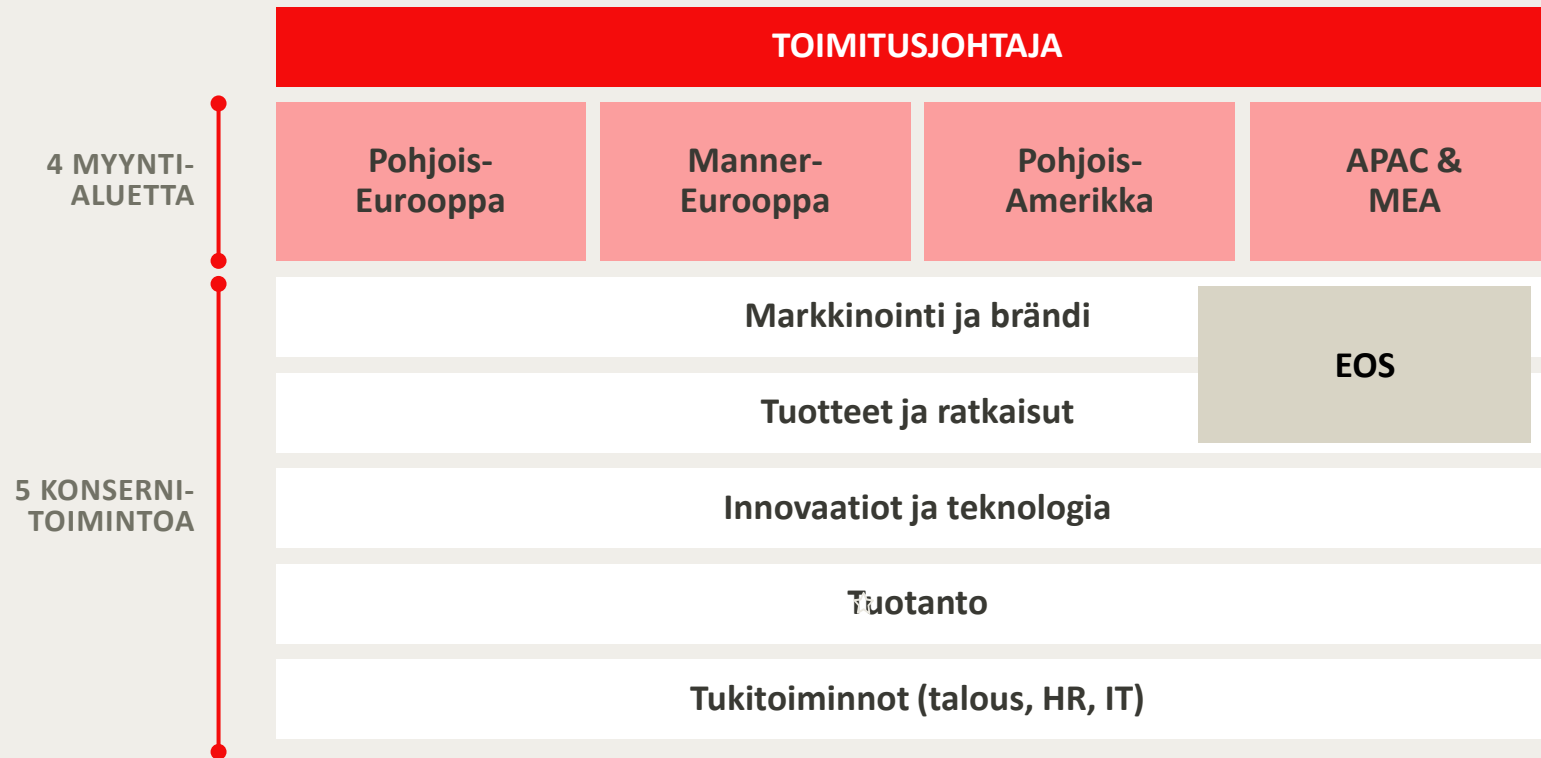 TOIMITUSJOHTAJA
4 MYYNTI-
ALUETTA
Pohjois-
Eurooppa
Manner-
Eurooppa
Pohjois-
Amerikka
APAC &
MEA
5 KONSERNI-
TOIMINTOA
Markkinointi ja brändi
EOS
Tuotteet ja ratkaisut
Innovaatiot ja teknologia
Tuotanto
Tukitoiminnot (talous, HR, IT)